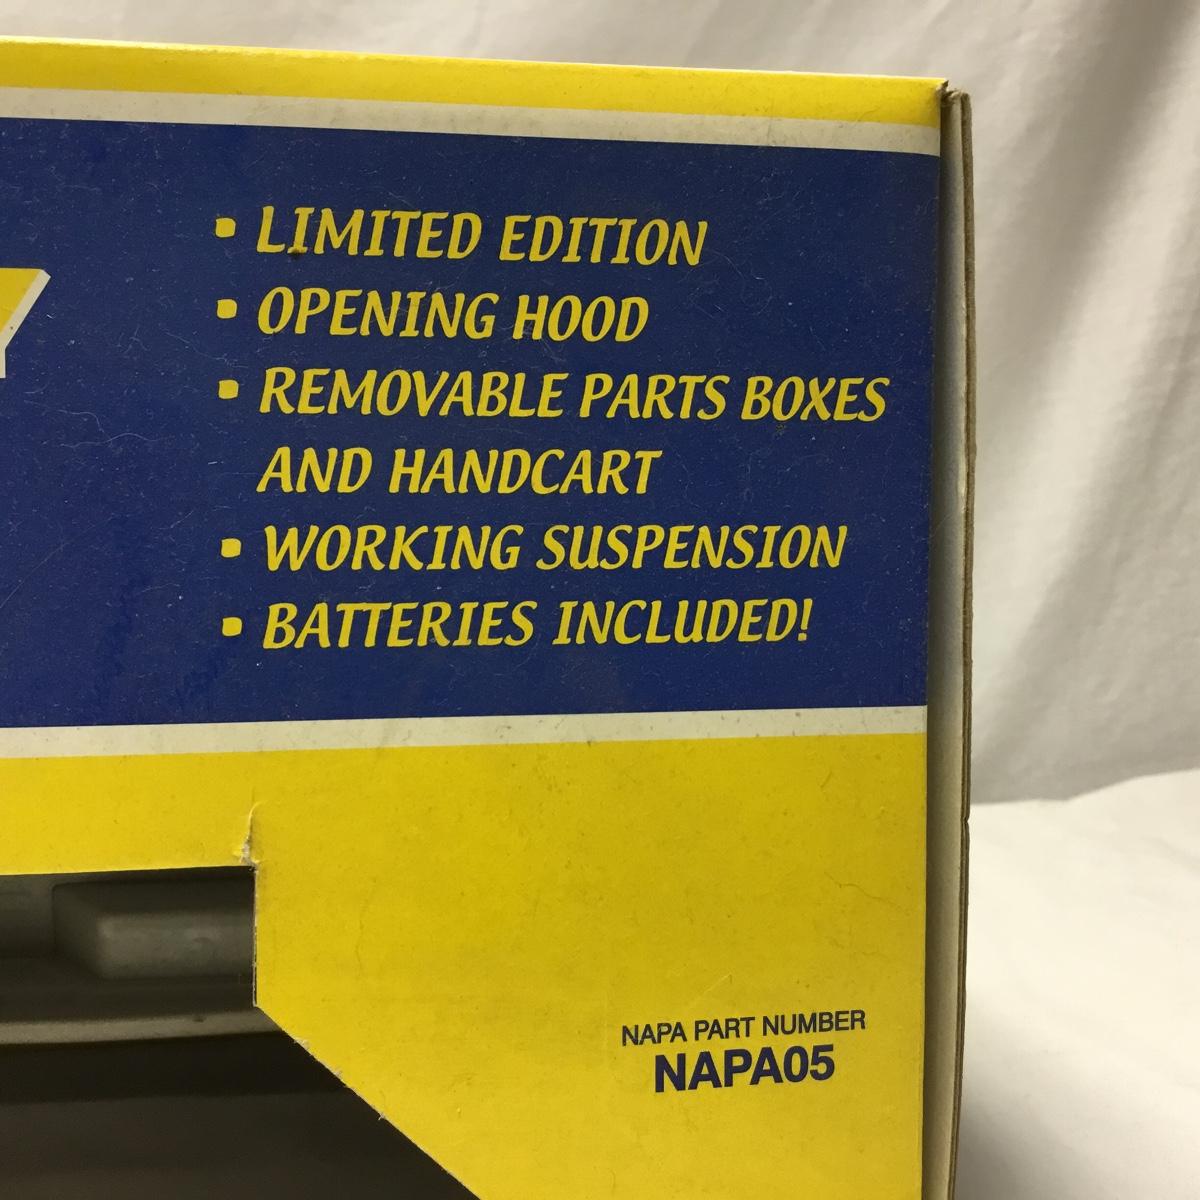 • LIMITED EDITION
• OPENING HOOD
• REMOVABLE PARTS BOXES
AND HANDCART
• WORKING SUSPENSION
• BATTERIES INCLUDED!
NAPA PART NUMBER
NAPA05